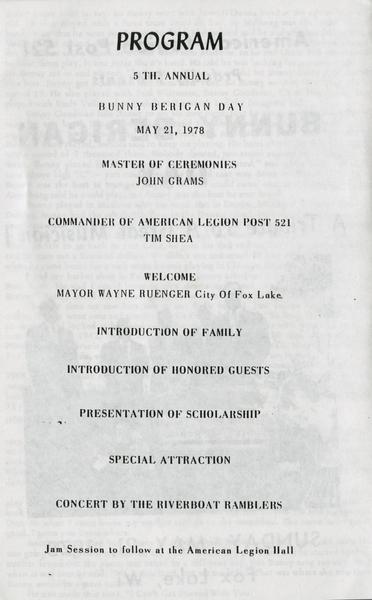 PROGRAM
5 TH. ANNUAL
BUNNY BERIGAN DAY
MAY 21, 1978
MASTER OF CEREMONIES
JOHN GRAMS
COMMANDER OF AMERICAN LEGION POST 521
TIM SHEA
WELCOME
MAYOR WAYNE RUENGER City Of Fox Lake.
INTRODUCTION OF FAMILY
INTRODUCTION OF HONORED GUESTS
PRESENTATION OF SCHOLARSHIP
SPECIAL ATTRACTION
CONCERT BY THE RIVERBOAT RAMBLERS
Jam Session to follow at the American Legion Hall